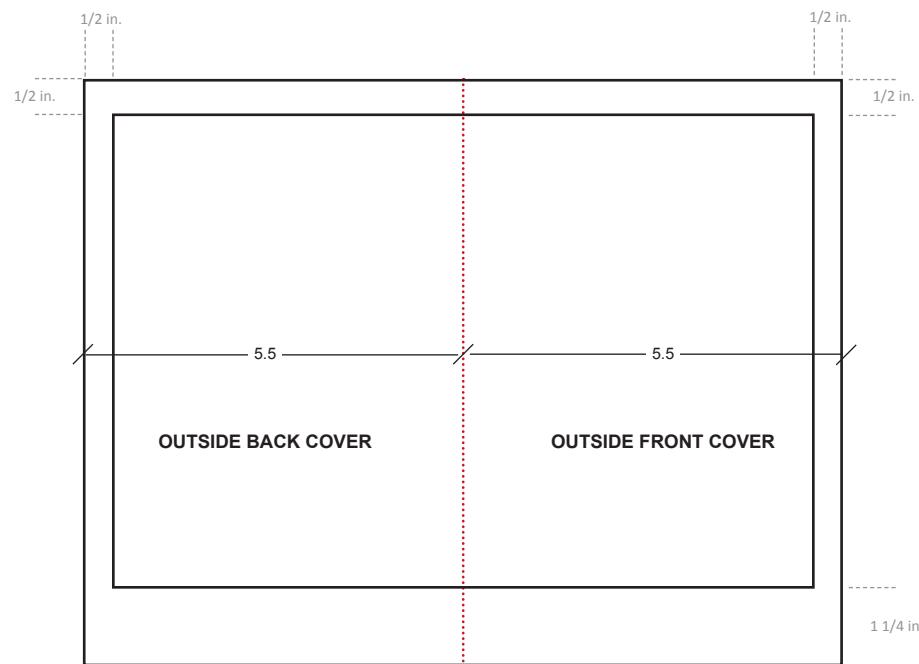 1/2 in.
1/2 in.
1/2 in.
1/2 in.
5.5
5.5
OUTSIDE BACK COVER
OUTSIDE FRONT COVER
1 1/4 in